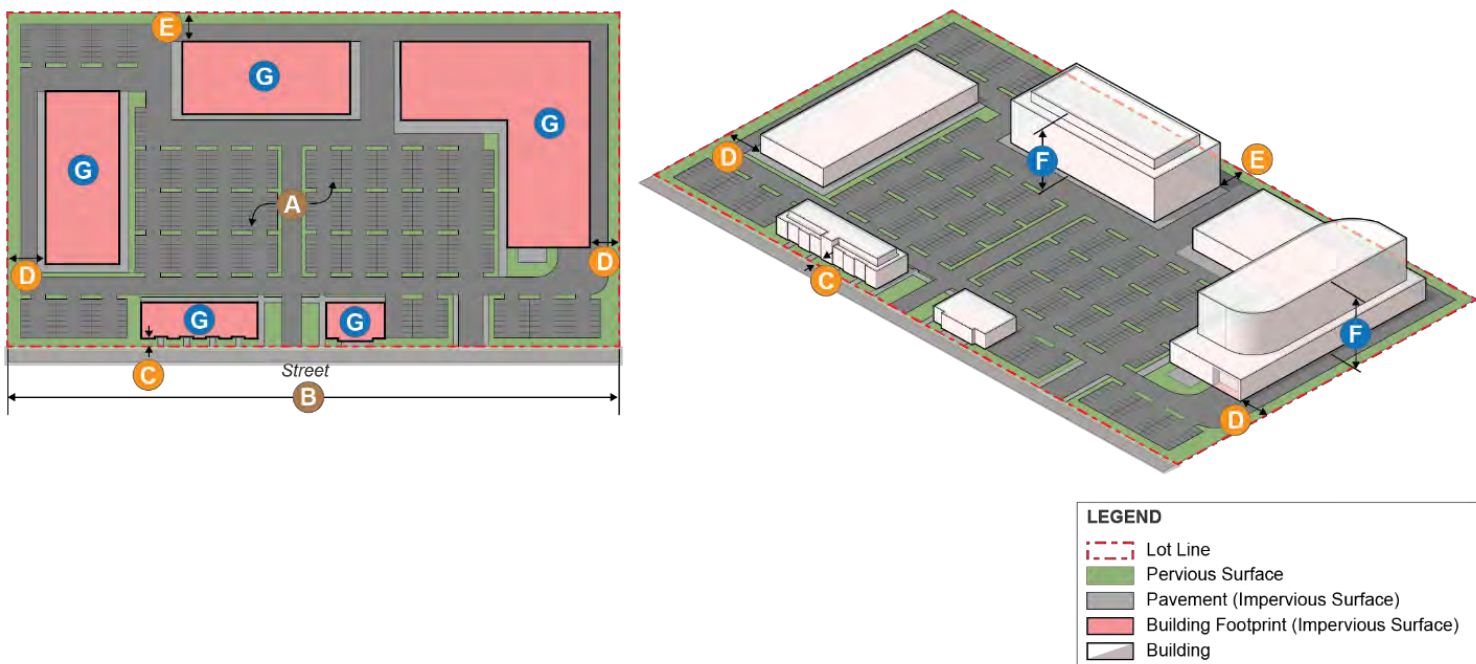 E
G
G
G
A
D
D
G
G
C
Street
B
D
F
E
C
F
D
LEGEND
Lot Line
Pervious Surface
Pavement (Impervious Surface)
Building Footprint (Impervious Surface)
Building